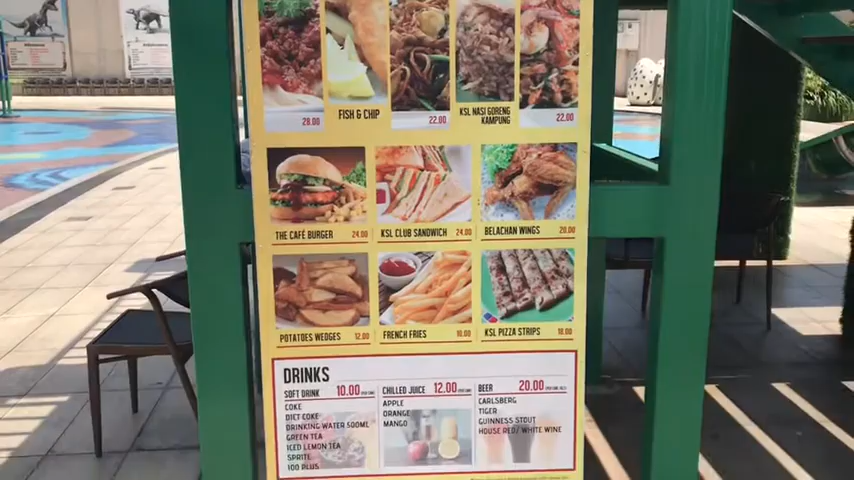 28.00
FISH & CHIP
22.00
KSL NASI GORENG
KAMPUNG
22.00
THE CAFÉ BURGER 24.00
KSL CLUB SANDWICH 24.00
BELACHAN WINGS 20.00
POTATOES WEDGES 12.00
FRENCH FRIES 10.00
KSL PIZZA STRIPS 18.00
DRINKS
SOFT DRINK 10.00
COKE
DIET COKE
DRINKING WATER 500ML
GREEN TEA
ICED LEMON TEA
SPRITE
100 PLUS
CHILLED JUICE 12.00
APPLE
ORANGE
MANGO
BEER 20.00
CARLSBERG
TIGER
GUINNESS STOUT
HOUSE RED/WHITE WINE